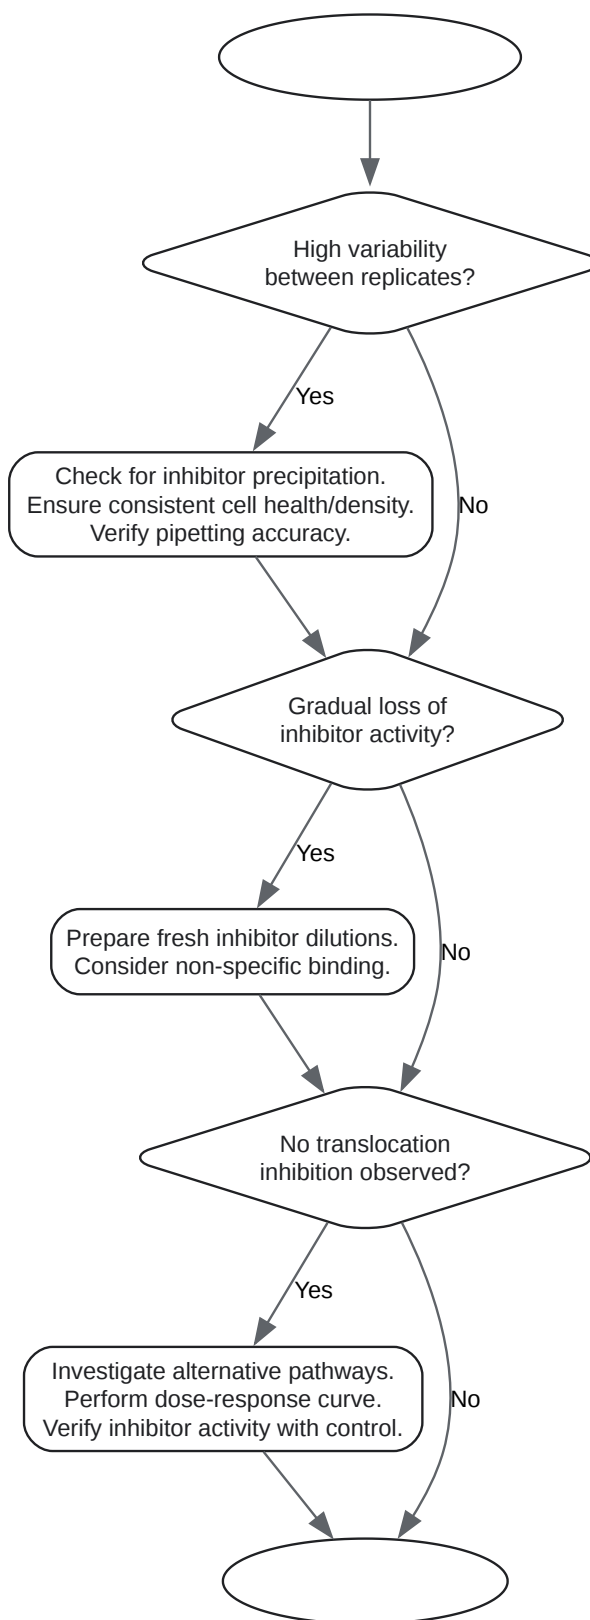 High variability
between replicates?
Yes
Check for inhibitor precipitation.
Ensure consistent cell health/density.
Verify pipetting accuracy.
No
Gradual loss of
inhibitor activity?
Yes
Prepare fresh inhibitor dilutions.
Consider non-specific binding.
No
No translocation
inhibition observed?
Yes
Investigate alternative pathways.
Perform dose-response curve.
Verify inhibitor activity with control.
No